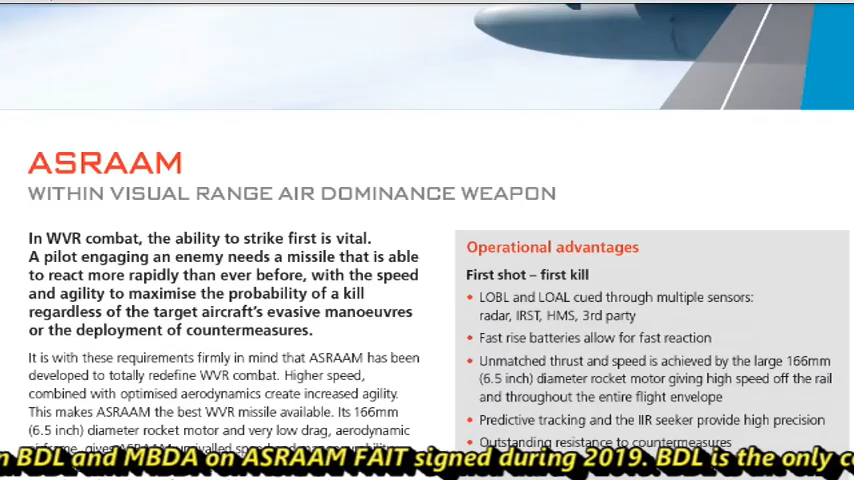 ASRAAM
WITHIN VISUAL RANGE AIR DOMINANCE WEAPON
In WVR combat, the ability to strike first is vital.
A pilot engaging an enemy needs a missile that is able
to react more rapidly than ever before, with the speed
and agility to maximise the probability of a kill
regardless of the target aircraft's evasive manoeuvres
or the deployment of countermeasures.
It is with these requirements firmly in mind that ASRAAM has been
developed to totally redefine WVR combat. Higher speed,
combined with optimised aerodynamics create increased agility.
This makes ASRAAM the best WVR missile available. Its 166mm
(6.5 inch) diameter rocket motor and very low drag, aerodynamic
Operational advantages
First shot – first kill
• LOBL and LOAL cued through multiple sensors:
radar, IRST, HMS, 3rd party
• Fast rise batteries allow for fast reaction
• Unmatched thrust and speed is achieved by the large 166mm
(6.5 inch) diameter rocket motor giving high speed off the rail
and throughout the entire flight envelope
• Predictive tracking and the IIR seeker provide high precision
• Outstanding resistance to countermeasures
BDL and MBDA on ASRAAM FAIT signed during 2019. BDL is the only